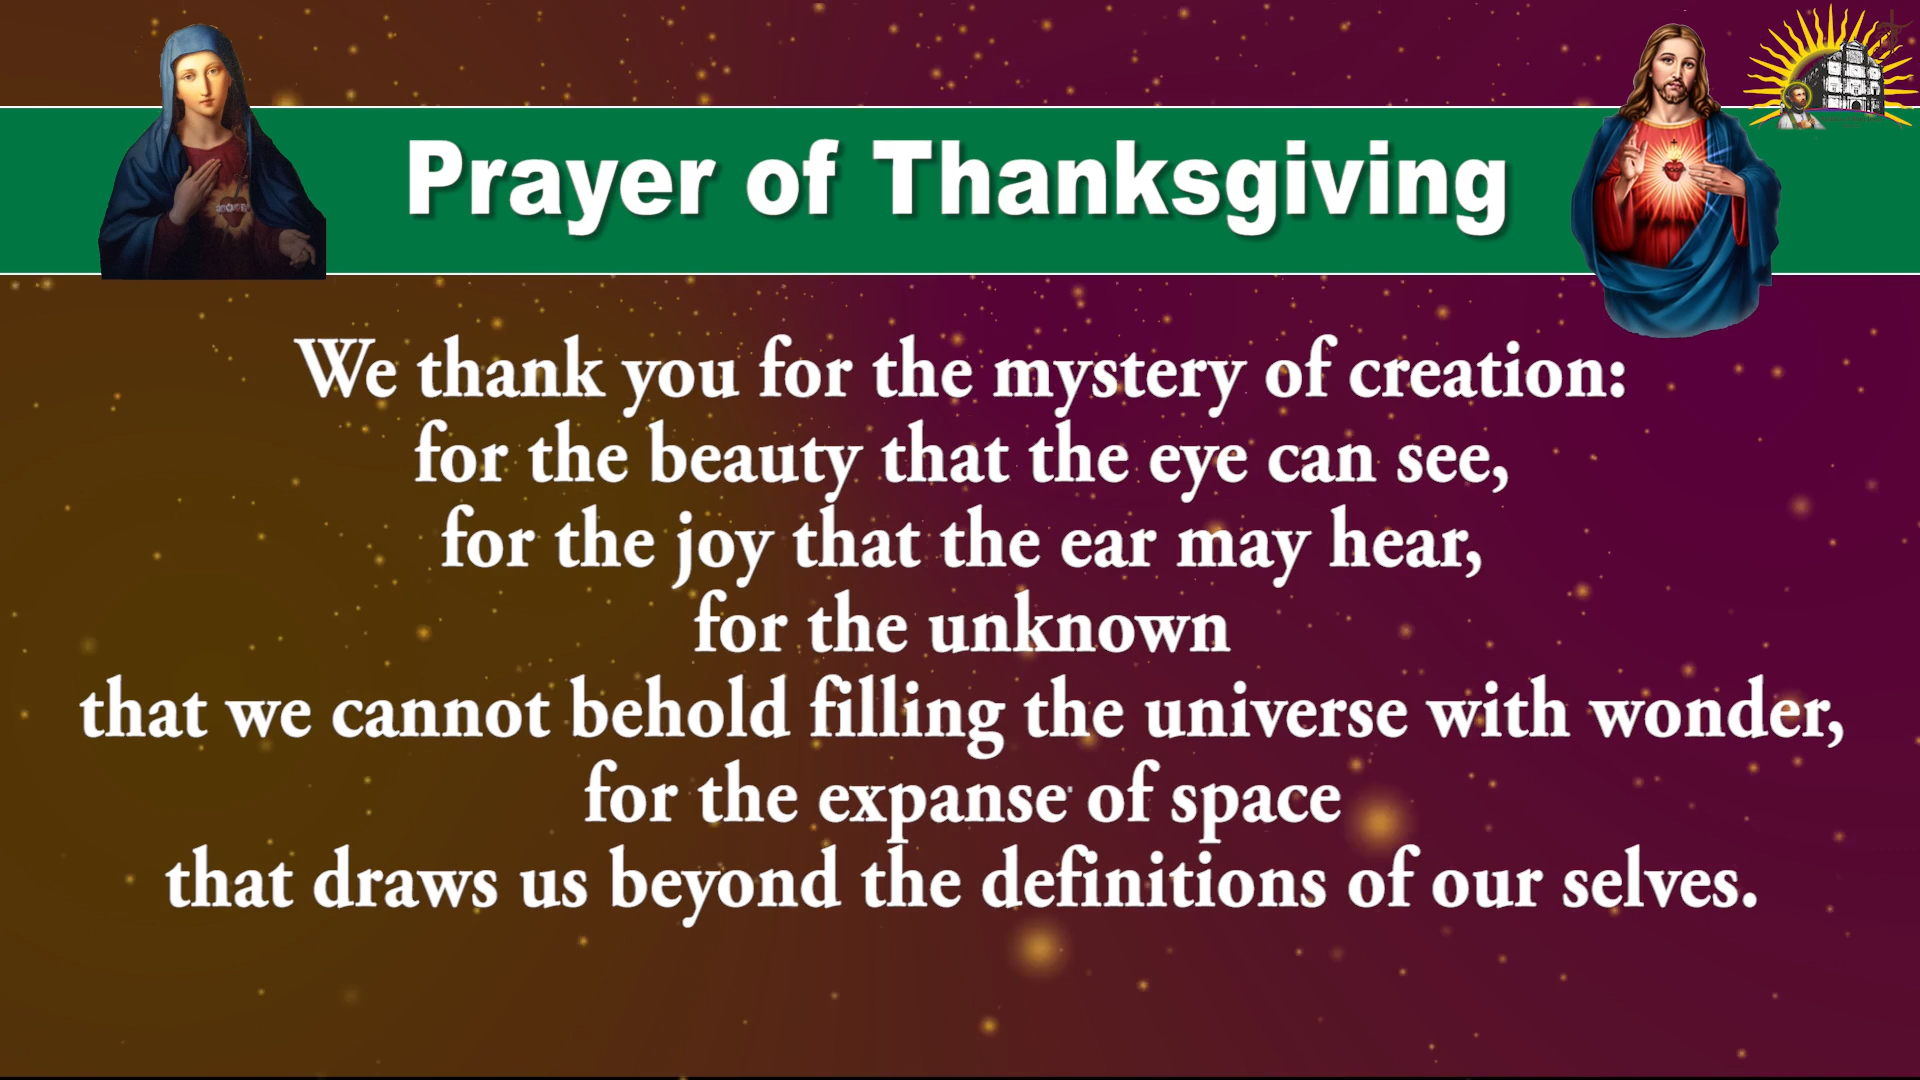 Prayer of Thanksgiving
We thank you for the mystery of creation:
for the beauty that the eye can see,
for the joy that the ear may hear,
for the unknown
that we cannot behold filling the universe with wonder,
for the expanse of space
that draws us beyond the definitions of our selves.